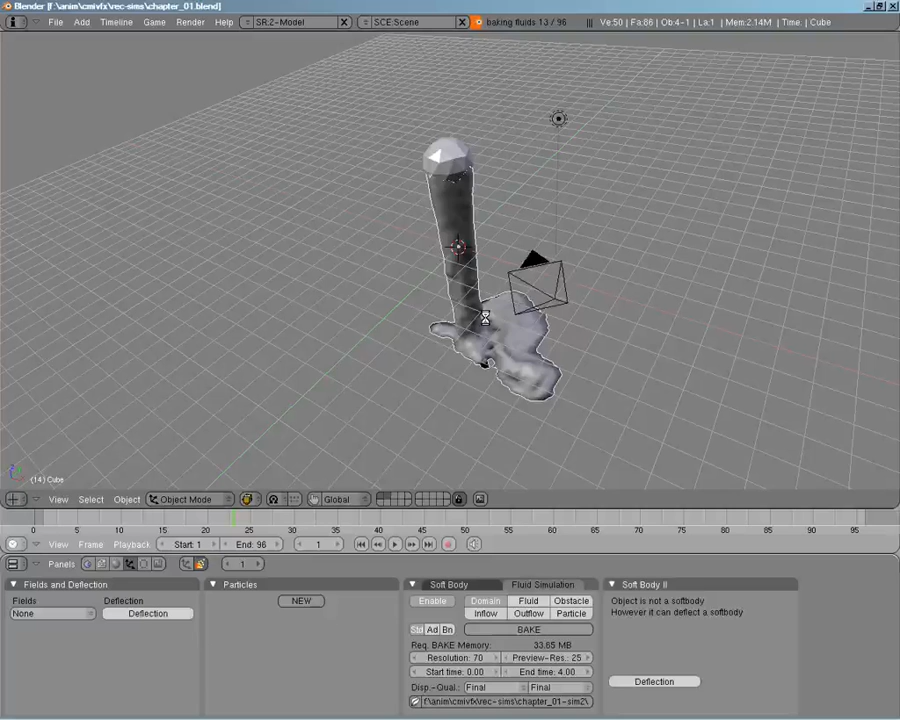 Blender [f:\anim\cmivfx\rec-sims\chapter_01.blend]
File Add Timeline Game Render Help SR:2-Model SCE:Scene baking fluids 13 / 96 Ve:50 | Fa:86 | Ob:4-1 | La:1 | Mem:2.14M | Time: | Cube
(14) Cube
View Select Object Object Mode Global
0 5 10 15 20 25 30 35 40 45 50 55 60 65 70 75 80 85 90 95
View Frame Playback Start: 1 End: 96 1
Panels 1
Fields and Deflection Particles Soft Body Fluid Simulation Soft Body II
Fields Deflection NEW Enable Domain Fluid Obstacle Object is not a softbody
None Deflection Inflow Outflow Particle However it can deflect a softbody
Std Ad Bn BAKE
Req. BAKE Memory: 33.65 MB
Resolution: 70 Preview-Res.: 25
Start time: 0.00 End time: 4.00
Disp.-Qual.: Final Final Deflection
f:\anim\cmivfx\rec-sims\chapter_01-sim2\